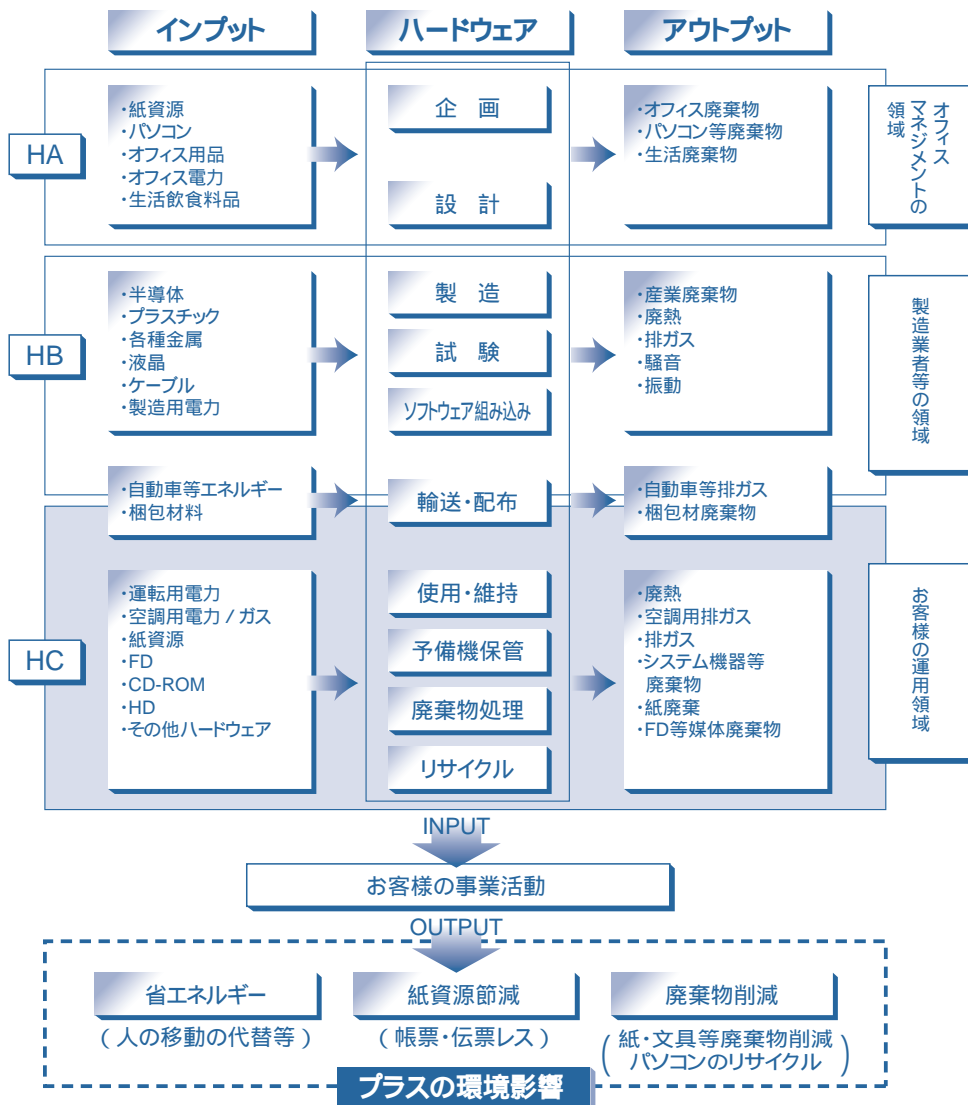 インプット
ハードウェア
アウトプット
HA
・紙資源
・パソコン
・オフィス用品
・オフィス電力
・生活飲食料品
企 画
設 計
・オフィス廃棄物
・パソコン等廃棄物
・生活廃棄物
オフィス
マネジメントの
領域
HB
・半導体
・プラスチック
・各種金属
・液晶
・ケーブル
・製造用電力
製 造
試 験
ソフトウェア組み込み
・産業廃棄物
・廃熱
・排ガス
・騒音
・振動
製造業者等の領域
・自動車等エネルギー
・梱包材料
輸送・配布
・自動車等排ガス
・梱包材廃棄物
HC
・運転用電力
・空調用電力 / ガス
・紙資源
・FD
・CD-ROM
・HD
・その他ハードウェア
使用・維持
予備機保管
廃棄物処理
リサイクル
・廃熱
・空調用排ガス
・排ガス
・システム機器等
廃棄物
・紙廃棄
・FD等媒体廃棄物
お客様の運用領域
INPUT
お客様の事業活動
OUTPUT
省エネルギー
（人の移動の代替等）
紙資源節減
（帳票・伝票レス）
廃棄物削減
（紙・文具等廃棄物削減
パソコンのリサイクル）
プラスの環境影響